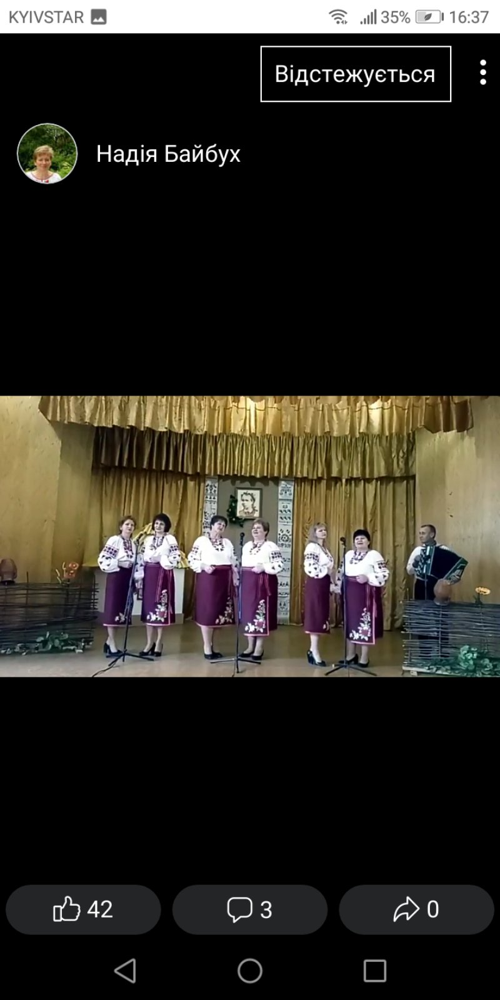 KYIVSTAR 35% 16:37
Відстежується
Надія Байбух
42 3 0